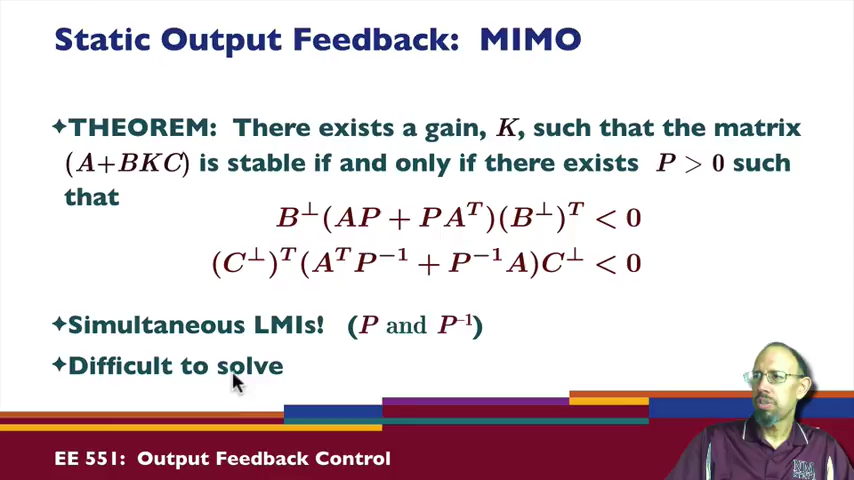 Static Output Feedback: MIMO
✦THEOREM: There exists a gain, K, such that the matrix
(A+BKC) is stable if and only if there exists P > 0 such
that
B^⊥(AP + PA^T)(B^⊥)^T < 0
(C^⊥)^T(A^T P^{-1} + P^{-1}A)C^⊥ < 0
✦Simultaneous LMIs! (P and P^{-1})
✦Difficult to solve
EE 551: Output Feedback Control